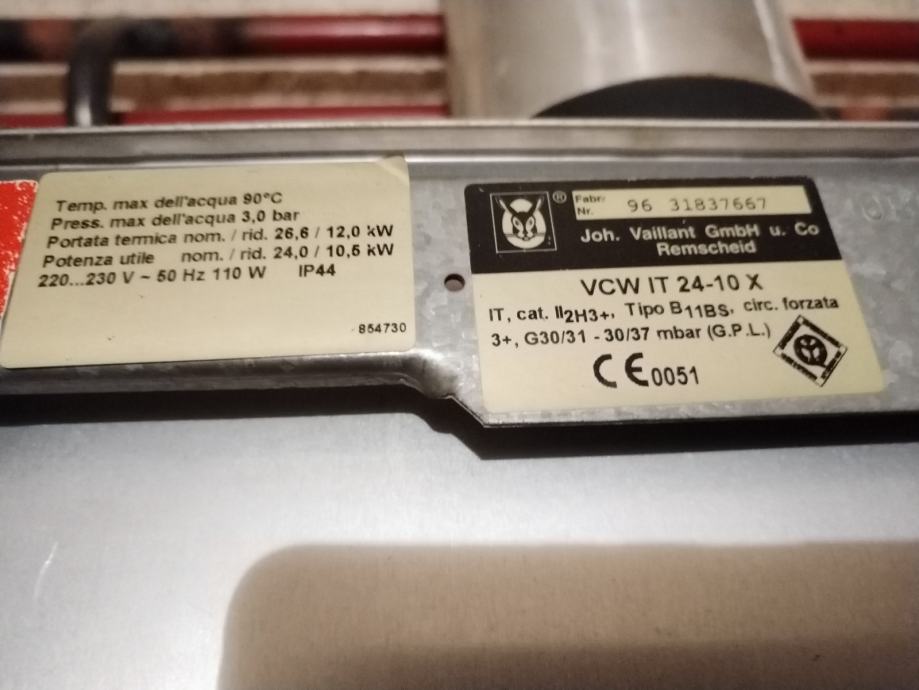 Temp. max dell'acqua 90°C
Press. max dell'acqua 3,0 bar
Portata termica nom. / rid. 26,6 / 12,0 kW
Potenza utile nom. / rid. 24,0 / 10,5 kW
220...230 V ~ 50 Hz 110 W IP44
854730
®
Fabr. Nr. 96 31837667
Joh. Vaillant GmbH u. Co
Remscheid
VCW IT 24-10 X
IT, cat. II2H3+, Tipo B11BS, circ. forzata
3+, G30/31 - 30/37 mbar (G.P.L.)
CE 0051